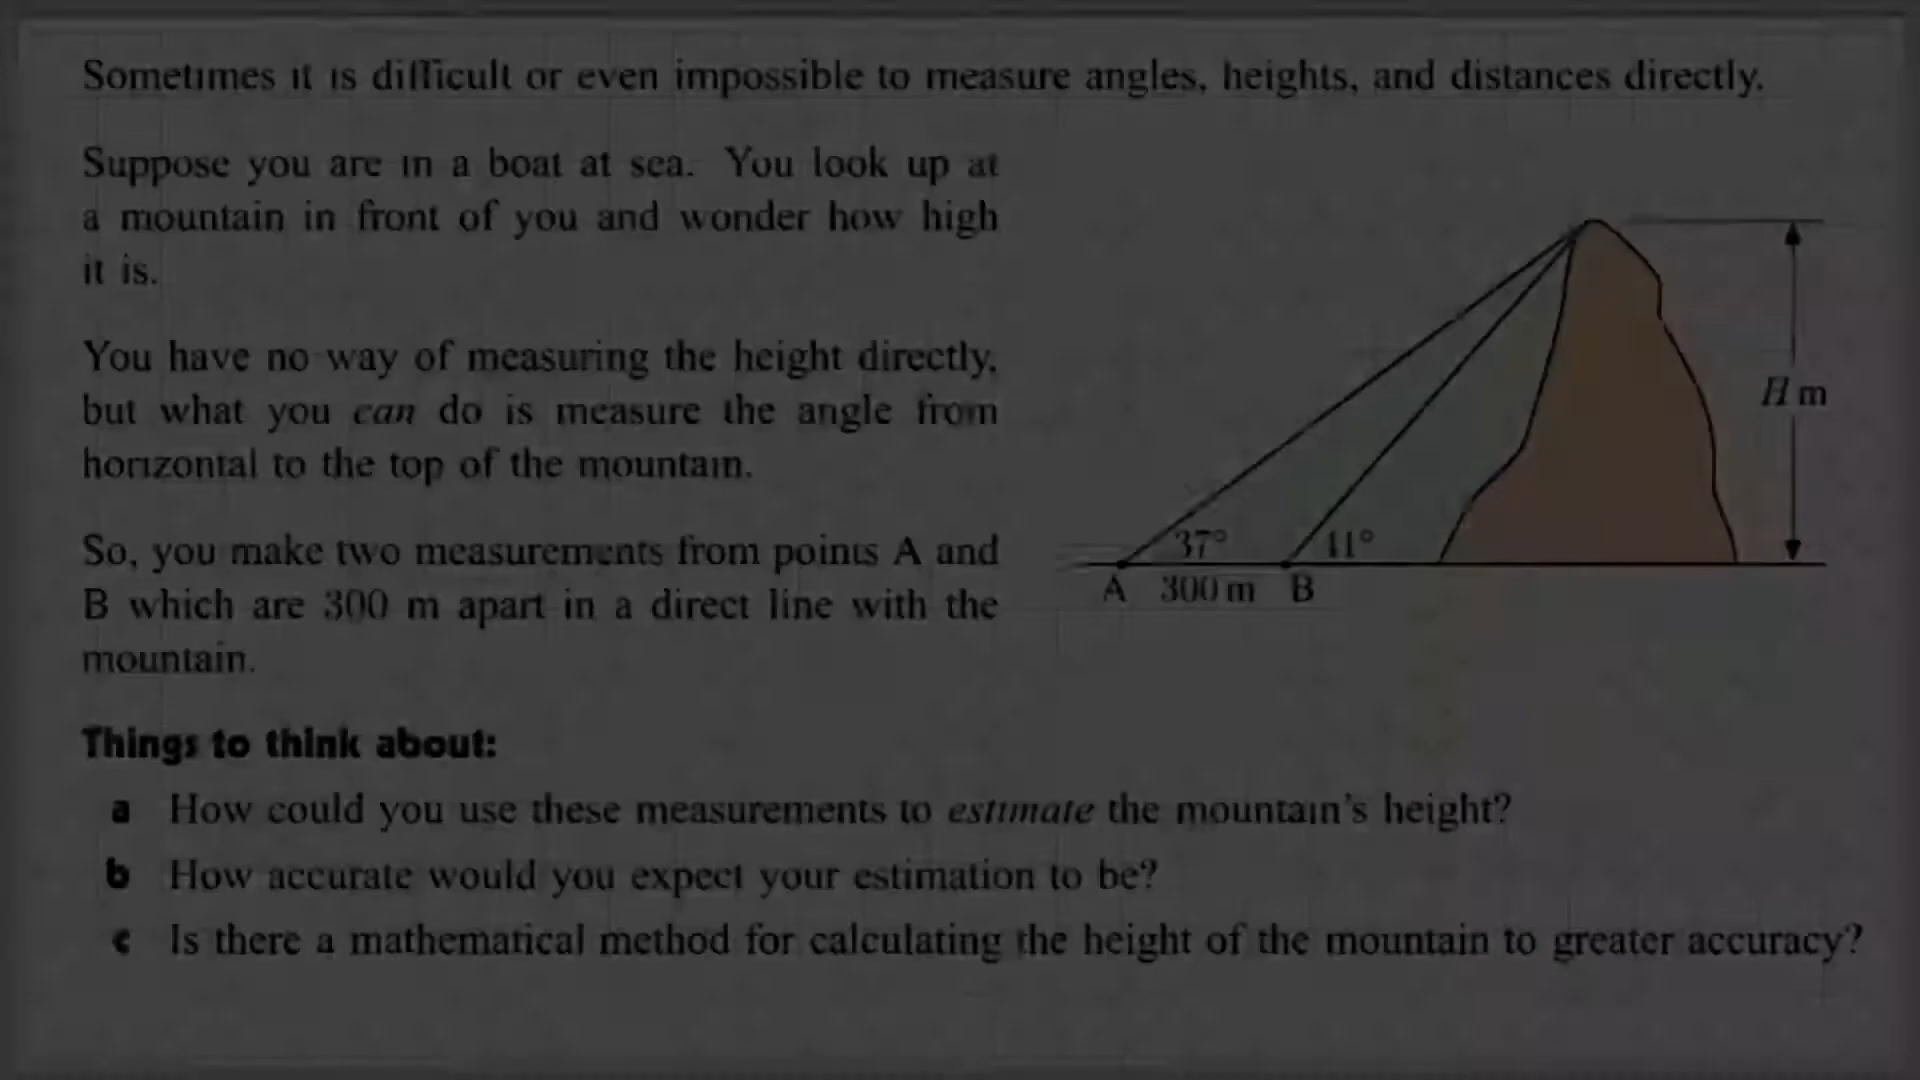 Sometimes it is difficult or even impossible to measure angles, heights, and distances directly.
Suppose you are in a boat at sea. You look up at
a mountain in front of you and wonder how high
it is.
You have no way of measuring the height directly,
but what you can do is measure the angle from
horizontal to the top of the mountain.
So, you make two measurements from points A and
B which are 300 m apart in a direct line with the
mountain.
H m
37°
41°
A 300 m B
Things to think about:
a How could you use these measurements to estimate the mountain's height?
b How accurate would you expect your estimation to be?
c Is there a mathematical method for calculating the height of the mountain to greater accuracy?